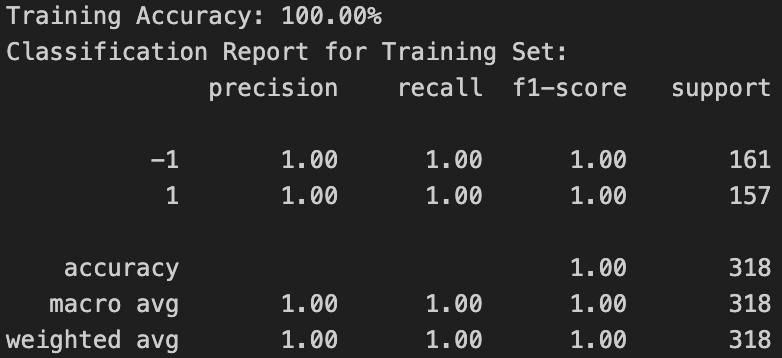 Training Accuracy: 100.00%
Classification Report for Training Set:
precision recall f1-score support
-1 1.00 1.00 1.00 161
1 1.00 1.00 1.00 157
accuracy 1.00 318
macro avg 1.00 1.00 1.00 318
weighted avg 1.00 1.00 1.00 318